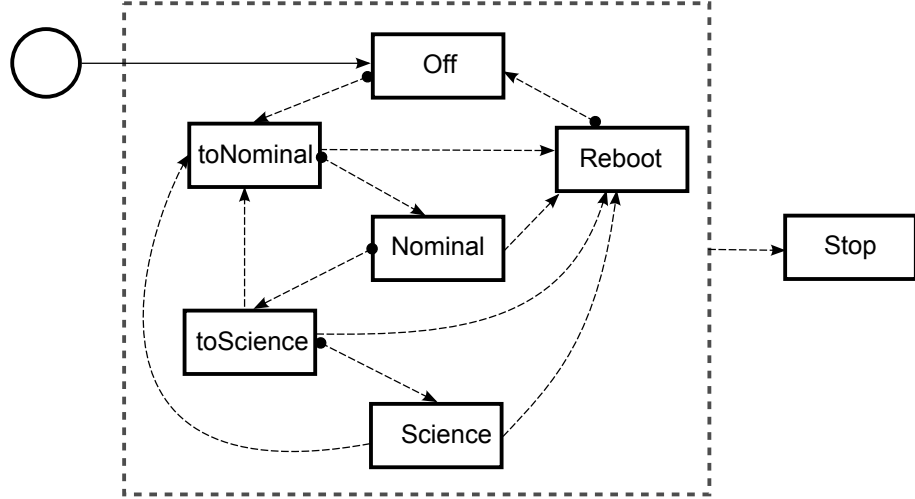 Off
toNominal
Reboot
Nominal
Stop
toScience
Science